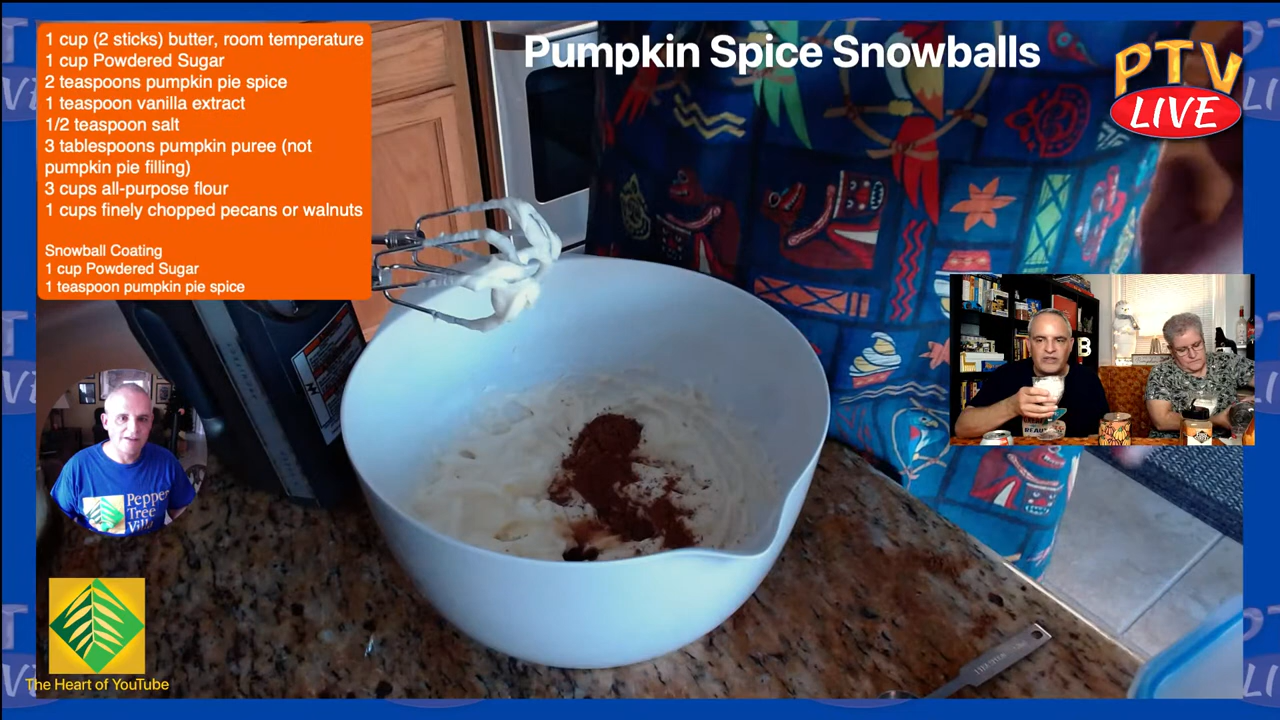 1 cup (2 sticks) butter, room temperature
1 cup Powdered Sugar
2 teaspoons pumpkin pie spice
1 teaspoon vanilla extract
1/2 teaspoon salt
3 tablespoons pumpkin puree (not
pumpkin pie filling)
3 cups all-purpose flour
1 cups finely chopped pecans or walnuts
Snowball Coating
1 cup Powdered Sugar
1 teaspoon pumpkin pie spice
Pumpkin Spice Snowballs
PTV
LIVE
Pepper
Tree
The Heart of YouTube